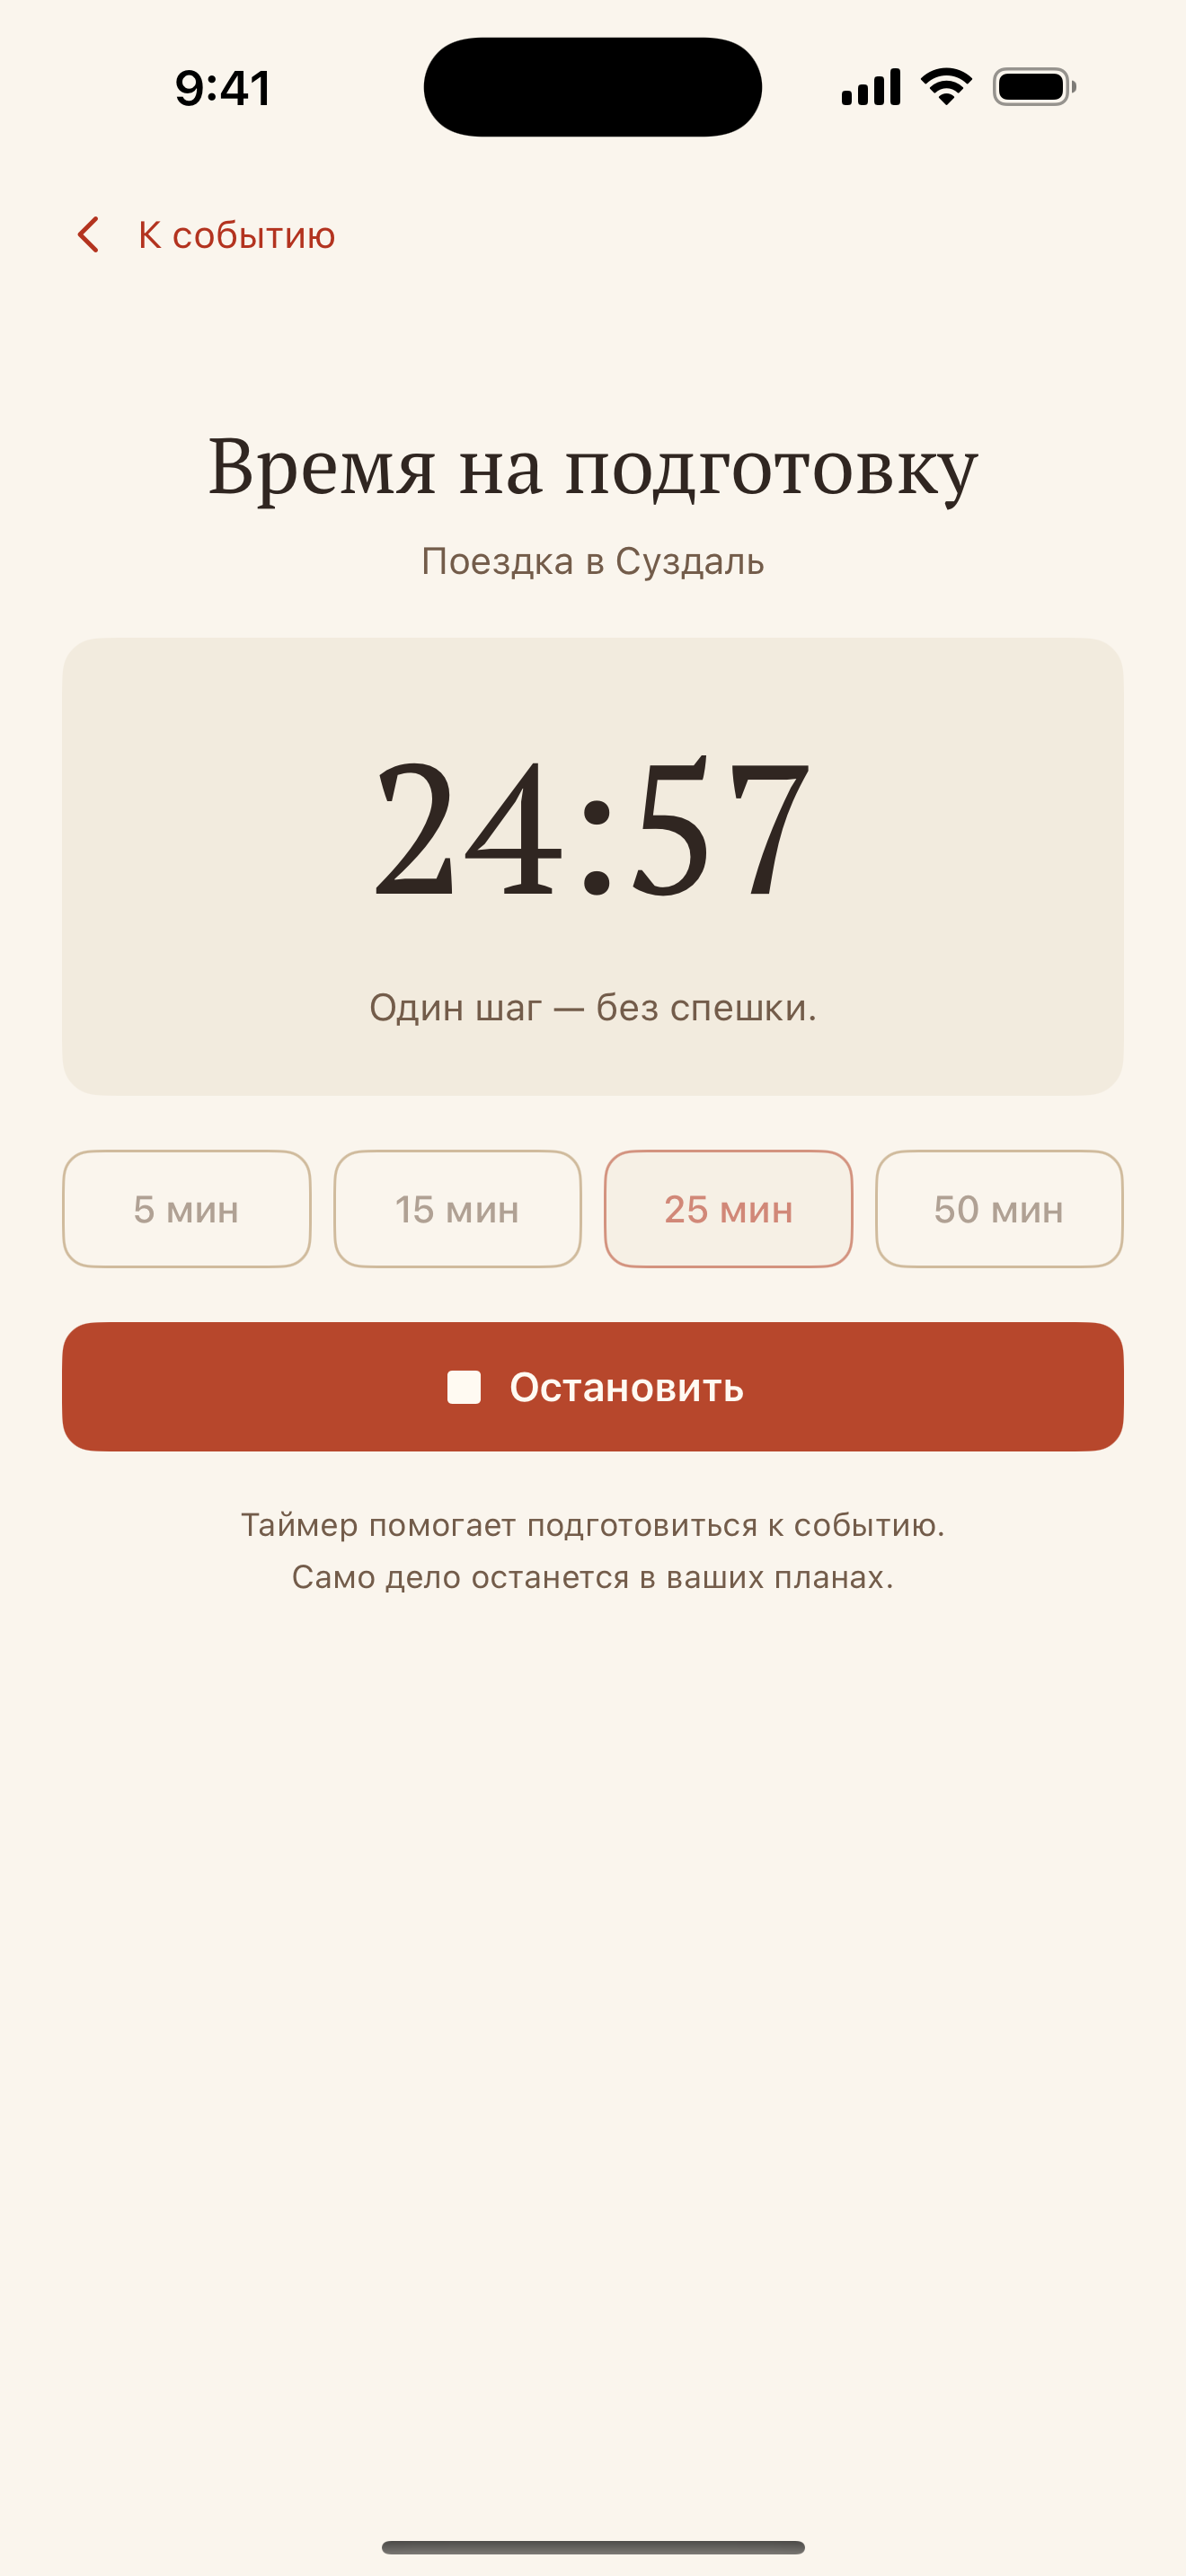 9:41
К событию
Время на подготовку
Поездка в Суздаль
24:57
Один шаг — без спешки.
5 мин
15 мин
25 мин
50 мин
Остановить
Таймер помогает подготовиться к событию.
Само дело останется в ваших планах.